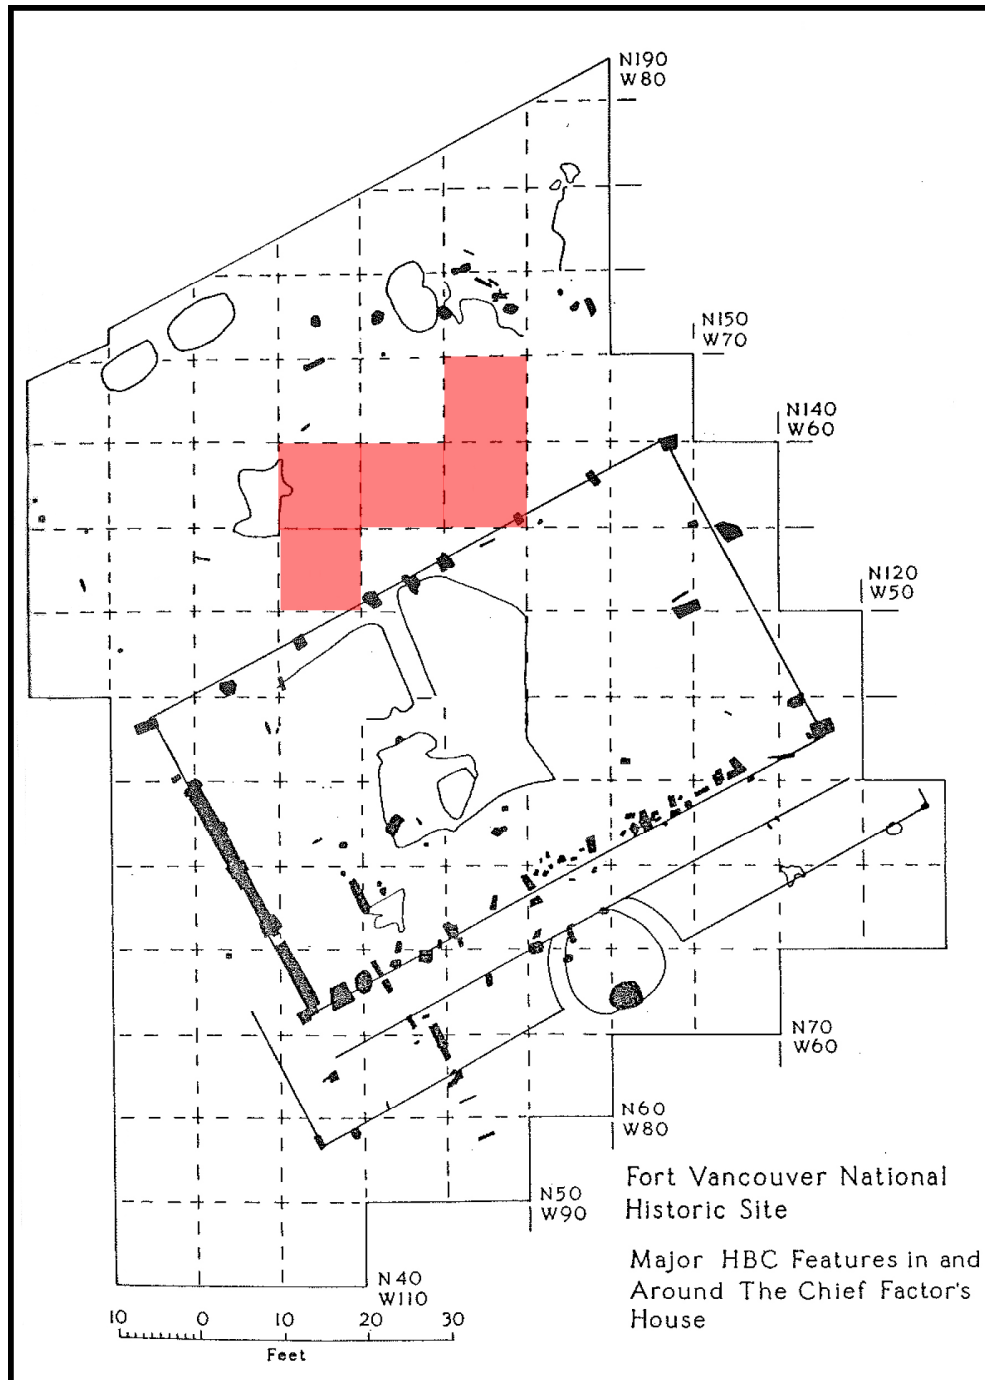 N190
W80
N150
W70
N140
W60
N120
W50
N70
W60
N60
W80
N50
W90
N40
W110
Fort Vancouver National
Historic Site
Major HBC Features in and
Around The Chief Factor's
House
10 0 10 20 30
Feet